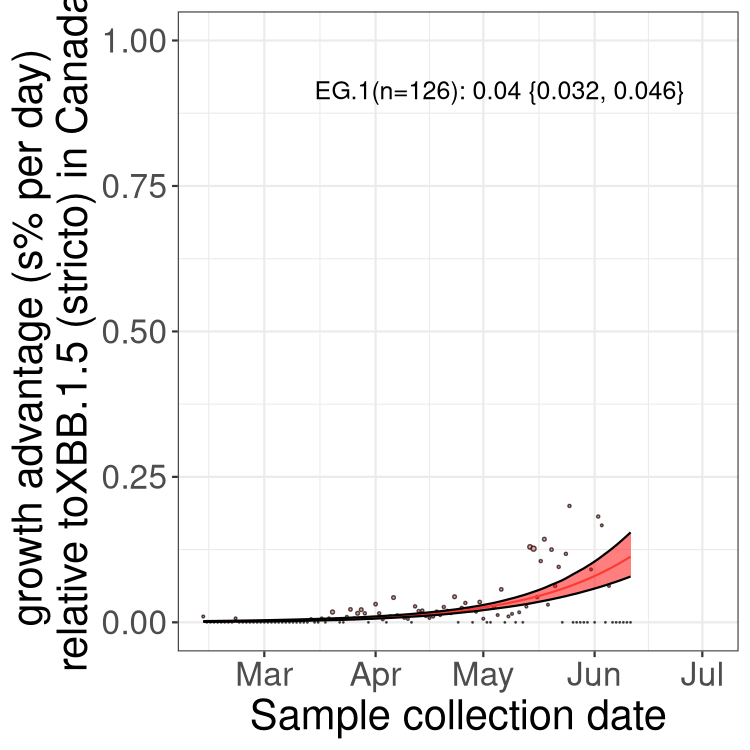 growth advantage (s% per day)
relative toXBB.1.5 (stricto) in Canada
1.00
0.75
0.50
0.25
0.00
EG.1(n=126): 0.04 {0.032, 0.046}
Mar
Apr
May
Jun
Jul
Sample collection date